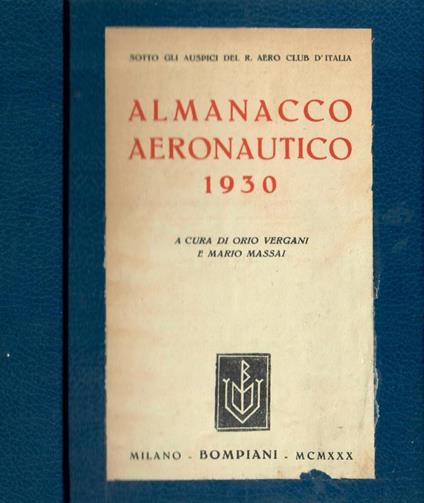 SOTTO GLI AUSPICI DEL R. AERO CLUB D'ITALIA
ALMANACCO
AERONAUTICO
1930
A CURA DI ORIO VERGANI
E MARIO MASSAI
MILANO - BOMPIANI - MCMXXX